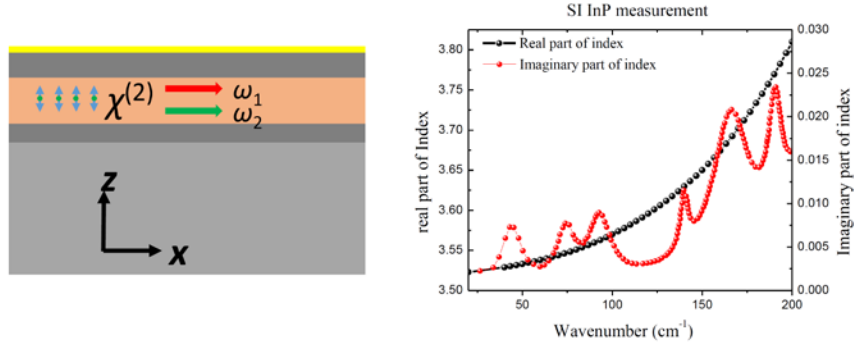 χ(2)
ω1
ω2
z
x
SI InP measurement
Real part of index
Imaginary part of index
real part of Index
3.80
3.75
3.70
3.65
3.60
3.55
3.50
0.030
0.025
0.020
0.015
0.010
0.005
0.000
Imaginary part of index
50
100
150
200
Wavenumber (cm-1)